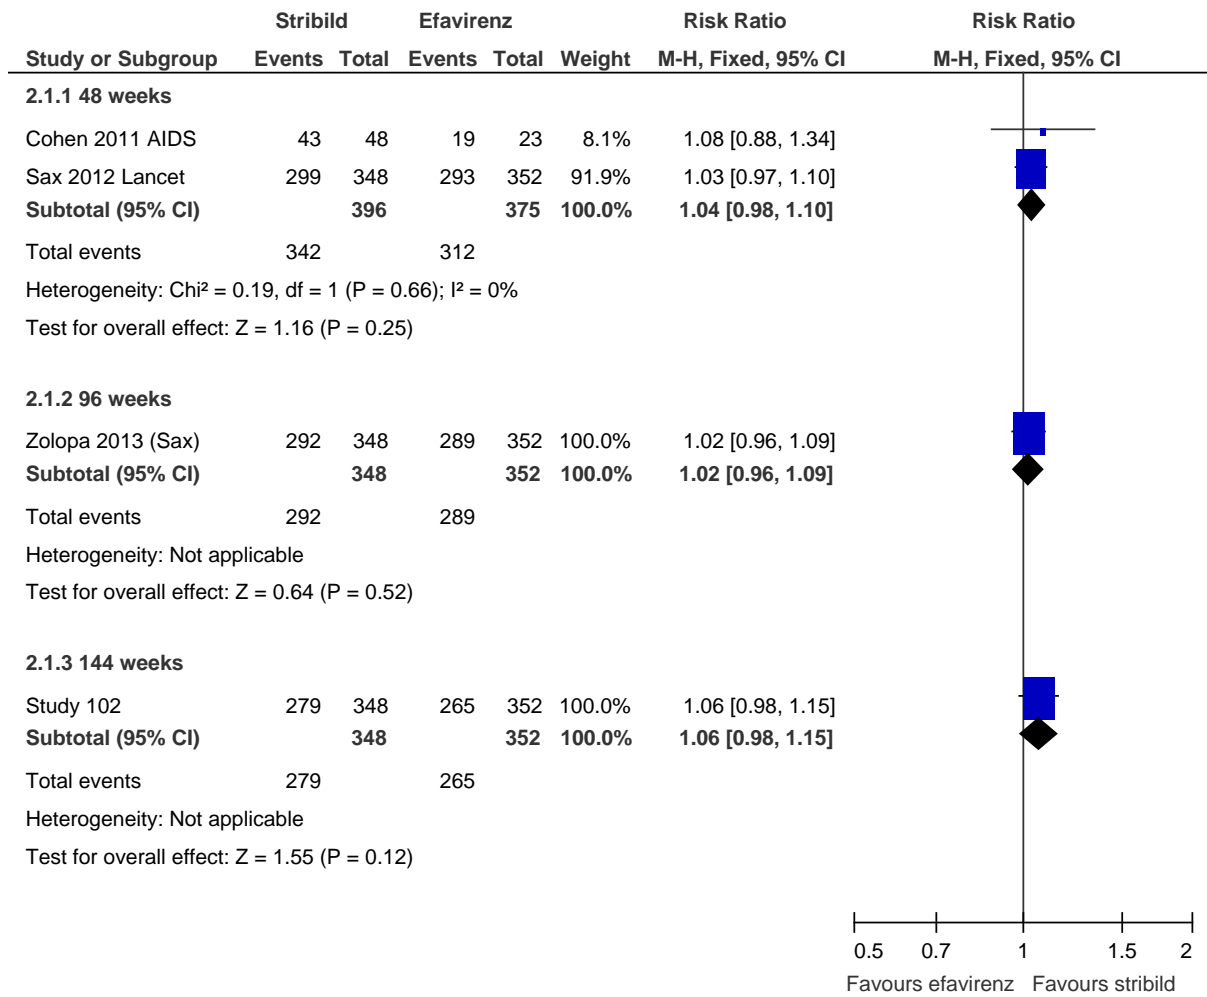 Stribild Efavirenz Risk Ratio Risk Ratio
Study or Subgroup Events Total Events Total Weight M-H, Fixed, 95% CI M-H, Fixed, 95% CI
2.1.1 48 weeks
Cohen 2011 AIDS 43 48 19 23 8.1% 1.08 [0.88, 1.34]
Sax 2012 Lancet 299 348 293 352 91.9% 1.03 [0.97, 1.10]
Subtotal (95% CI) 396 375 100.0% 1.04 [0.98, 1.10]
Total events 342 312
Heterogeneity: Chi² = 0.19, df = 1 (P = 0.66); I² = 0%
Test for overall effect: Z = 1.16 (P = 0.25)
2.1.2 96 weeks
Zolopa 2013 (Sax) 292 348 289 352 100.0% 1.02 [0.96, 1.09]
Subtotal (95% CI) 348 352 100.0% 1.02 [0.96, 1.09]
Total events 292 289
Heterogeneity: Not applicable
Test for overall effect: Z = 0.64 (P = 0.52)
2.1.3 144 weeks
Study 102 279 348 265 352 100.0% 1.06 [0.98, 1.15]
Subtotal (95% CI) 348 352 100.0% 1.06 [0.98, 1.15]
Total events 279 265
Heterogeneity: Not applicable
Test for overall effect: Z = 1.55 (P = 0.12)
0.5 0.7 1 1.5 2
Favours efavirenz Favours stribild